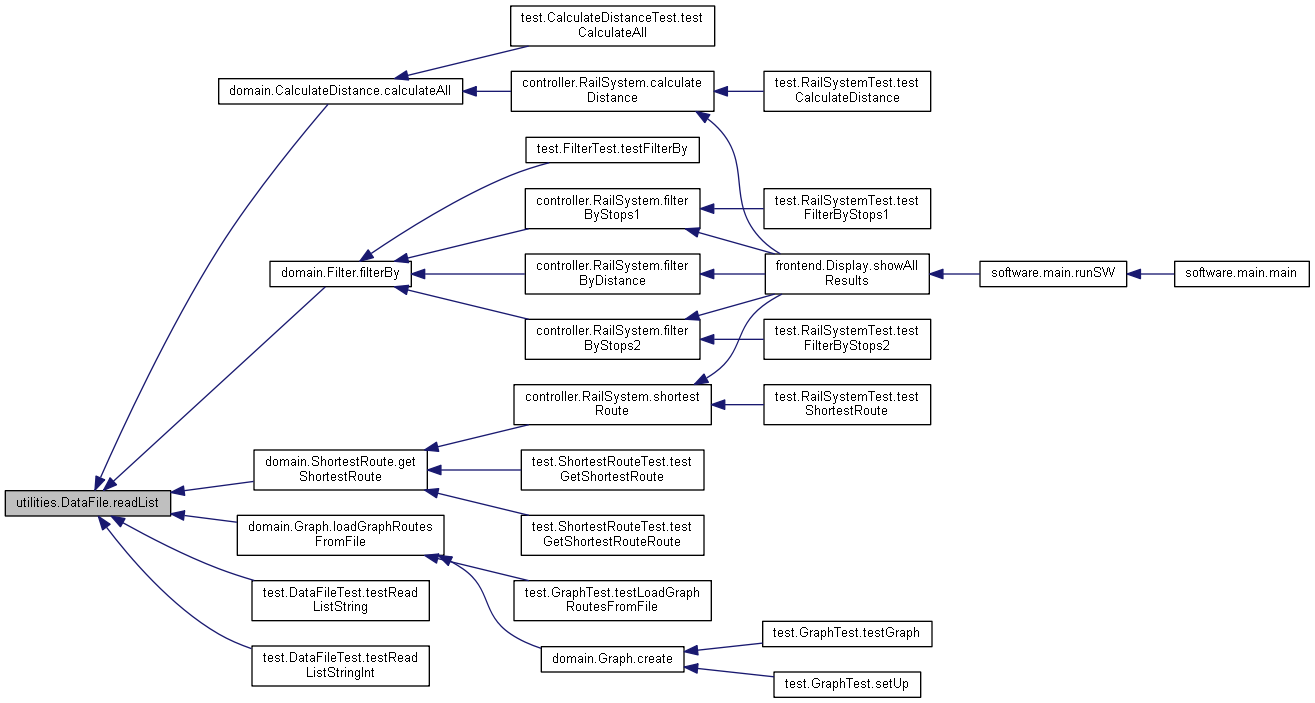 test.CalculateDistanceTest.test
CalculateAll
domain.CalculateDistance.calculateAll
controller.RailSystem.calculate
Distance
test.RailSystemTest.test
CalculateDistance
test.FilterTest.testFilterBy
controller.RailSystem.filter
ByStops1
test.RailSystemTest.test
FilterByStops1
domain.Filter.filterBy
controller.RailSystem.filter
ByDistance
frontend.Display.showAll
Results
software.main.runSW
software.main.main
controller.RailSystem.filter
ByStops2
test.RailSystemTest.test
FilterByStops2
controller.RailSystem.shortest
Route
test.RailSystemTest.test
ShortestRoute
domain.ShortestRoute.get
ShortestRoute
test.ShortestRouteTest.test
GetShortestRoute
utilities.DataFile.readList
domain.Graph.loadGraphRoutes
FromFile
test.ShortestRouteTest.test
GetShortestRouteRoute
test.DataFileTest.testRead
ListString
test.GraphTest.testLoadGraph
RoutesFromFile
test.DataFileTest.testRead
ListStringInt
domain.Graph.create
test.GraphTest.testGraph
test.GraphTest.setUp